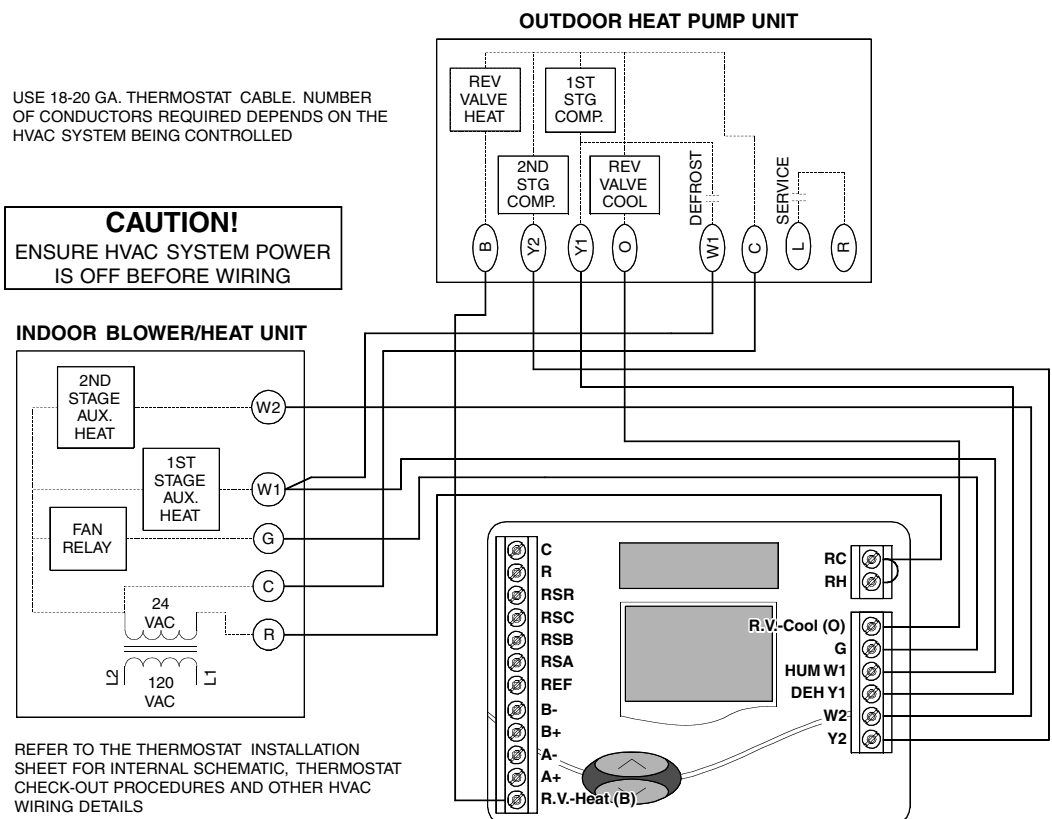 OUTDOOR HEAT PUMP UNIT
USE 18-20 GA. THERMOSTAT CABLE. NUMBER
OF CONDUCTORS REQUIRED DEPENDS ON THE
HVAC SYSTEM BEING CONTROLLED
REV
VALVE
HEAT
1ST
STG
COMP.
2ND
STG
COMP.
REV
VALVE
COOL
DEFROST
SERVICE
B
Y2
Y1
O
W1
C
L
R
CAUTION!
ENSURE HVAC SYSTEM POWER
IS OFF BEFORE WIRING
INDOOR BLOWER/HEAT UNIT
2ND
STAGE
AUX.
HEAT
W2
1ST
STAGE
AUX.
HEAT
W1
FAN
RELAY
G
C
24
VAC
R
L2
L1
120
VAC
C
R
RSR
RSC
RSB
RSA
REF
B-
B+
A-
A+
R.V.-Heat (B)
RC
RH
R.V.-Cool (O)
G
HUM W1
DEH Y1
W2
Y2
REFER TO THE THERMOSTAT INSTALLATION
SHEET FOR INTERNAL SCHEMATIC, THERMOSTAT
CHECK-OUT PROCEDURES AND OTHER HVAC
WIRING DETAILS